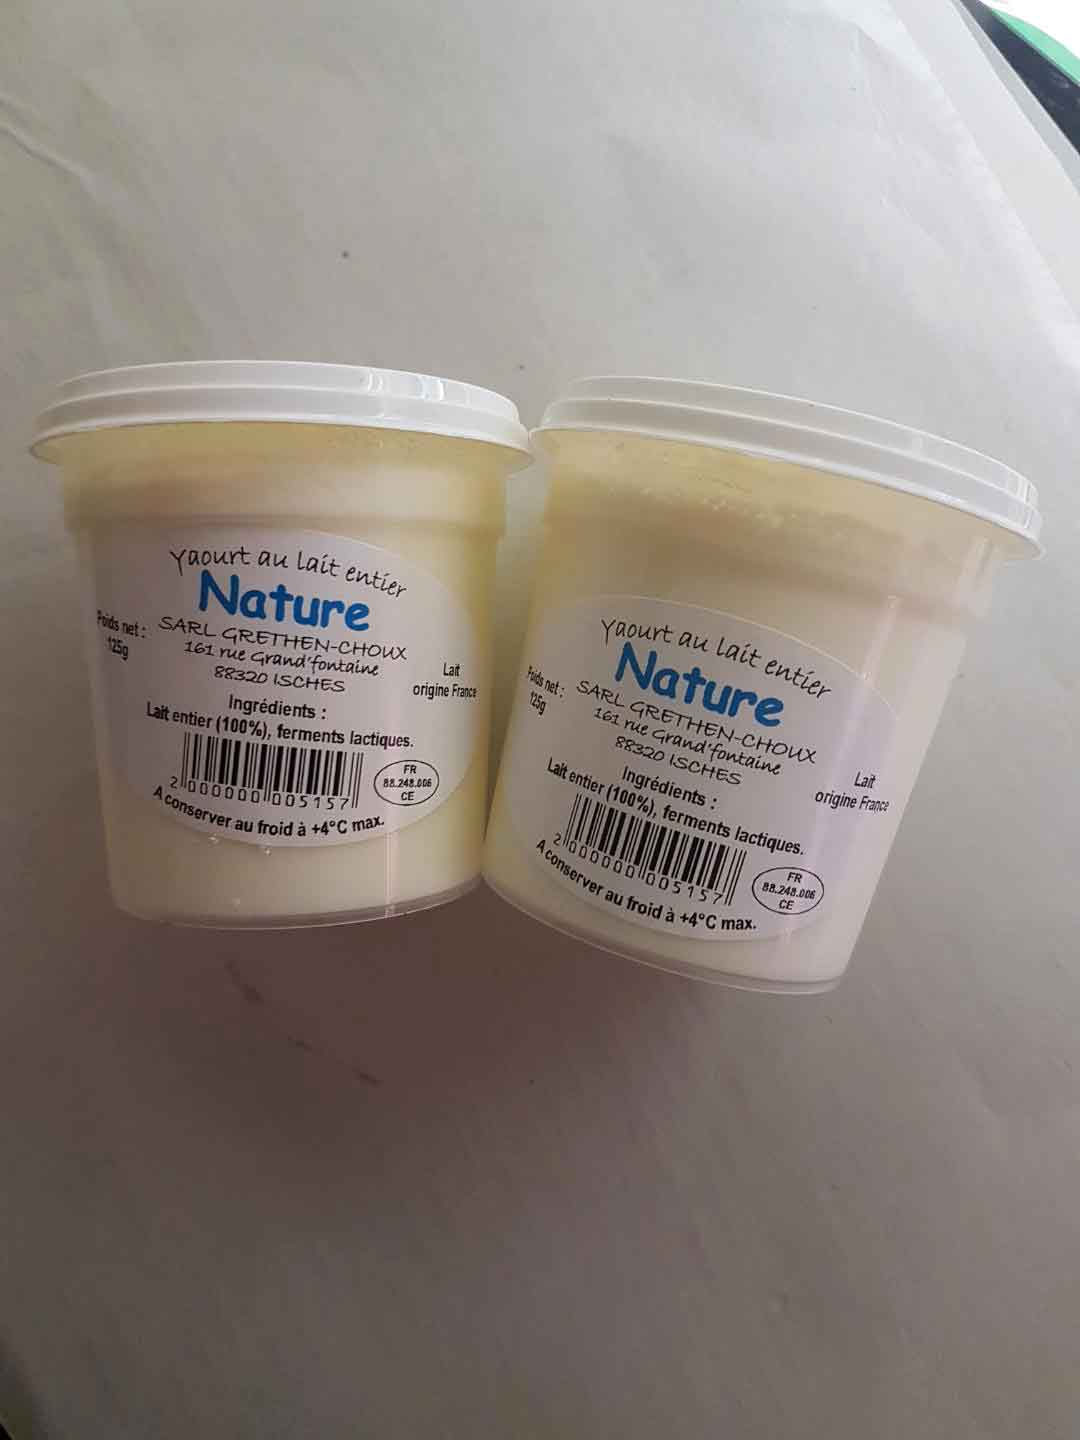 Yaourt au lait entier
Nature
Poids net :
125g
SARL GRETHEN-CHOUX
161 rue Grand'fontaine
88320 ISCHES
Lait
origine France
Ingrédients :
Lait entier (100%), ferments lactiques.
2 000000 005157
FR
88.248.006
CE
A conserver au froid à +4°C max.
Yaourt au lait entier
Nature
Poids net :
125g
SARL GRETHEN-CHOUX
161 rue Grand'fontaine
88320 ISCHES
Lait
origine France
Ingrédients :
Lait entier (100%), ferments lactiques.
2 000000 005157
FR
88.248.006
CE
A conserver au froid à +4°C max.